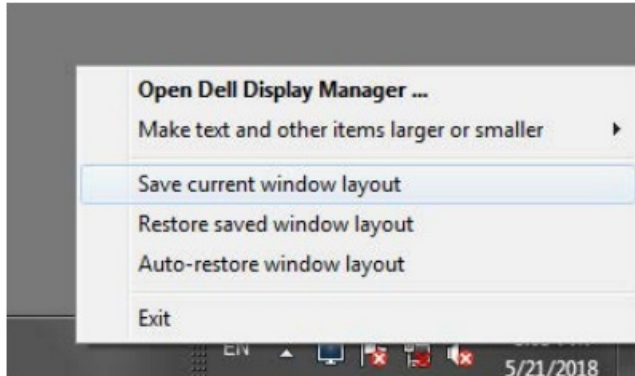 Open Dell Display Manager ...
Make text and other items larger or smaller
Save current window layout
Restore saved window layout
Auto-restore window layout
Exit
EN
5/21/2018